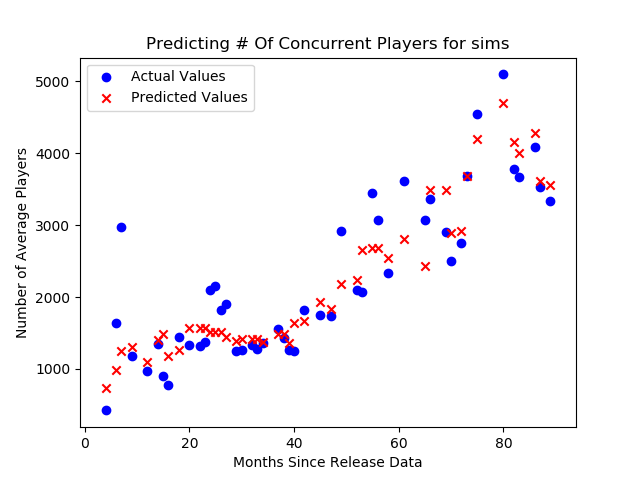 Predicting # Of Concurrent Players for sims
Actual Values
Predicted Values
5000
4000
3000
2000
1000
Number of Average Players
0 20 40 60 80
Months Since Release Data